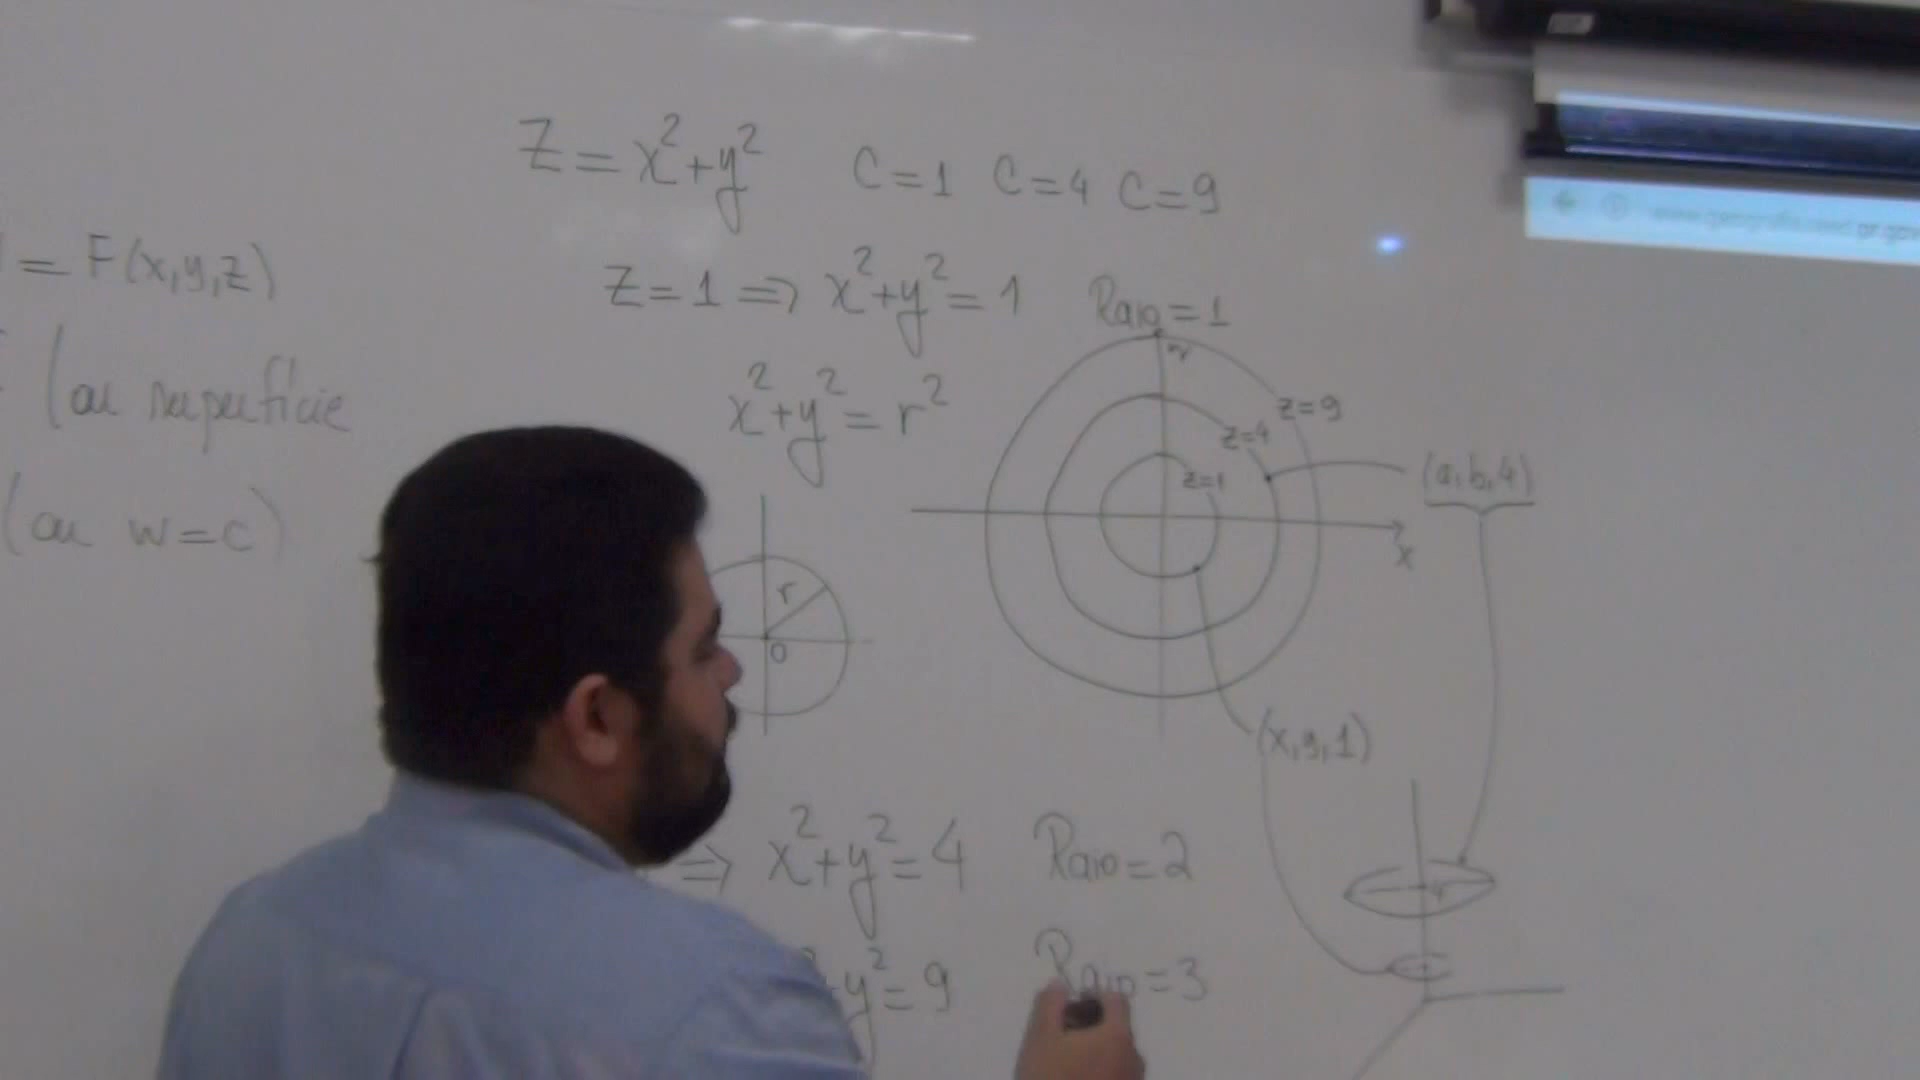 = F(x,y,z)
(ou superfície
(ou w=c)
Z = x²+y² C=1 C=4 C=9
Z=1 ⇒ x²+y²=1 Raio=1
x²+y²=r²
r
0
y
z=9
z=4
z=1
x
(a,b,4)
(x,y,1)
⇒ x²+y²=4 Raio=2
+y²=9 Raio=3
r